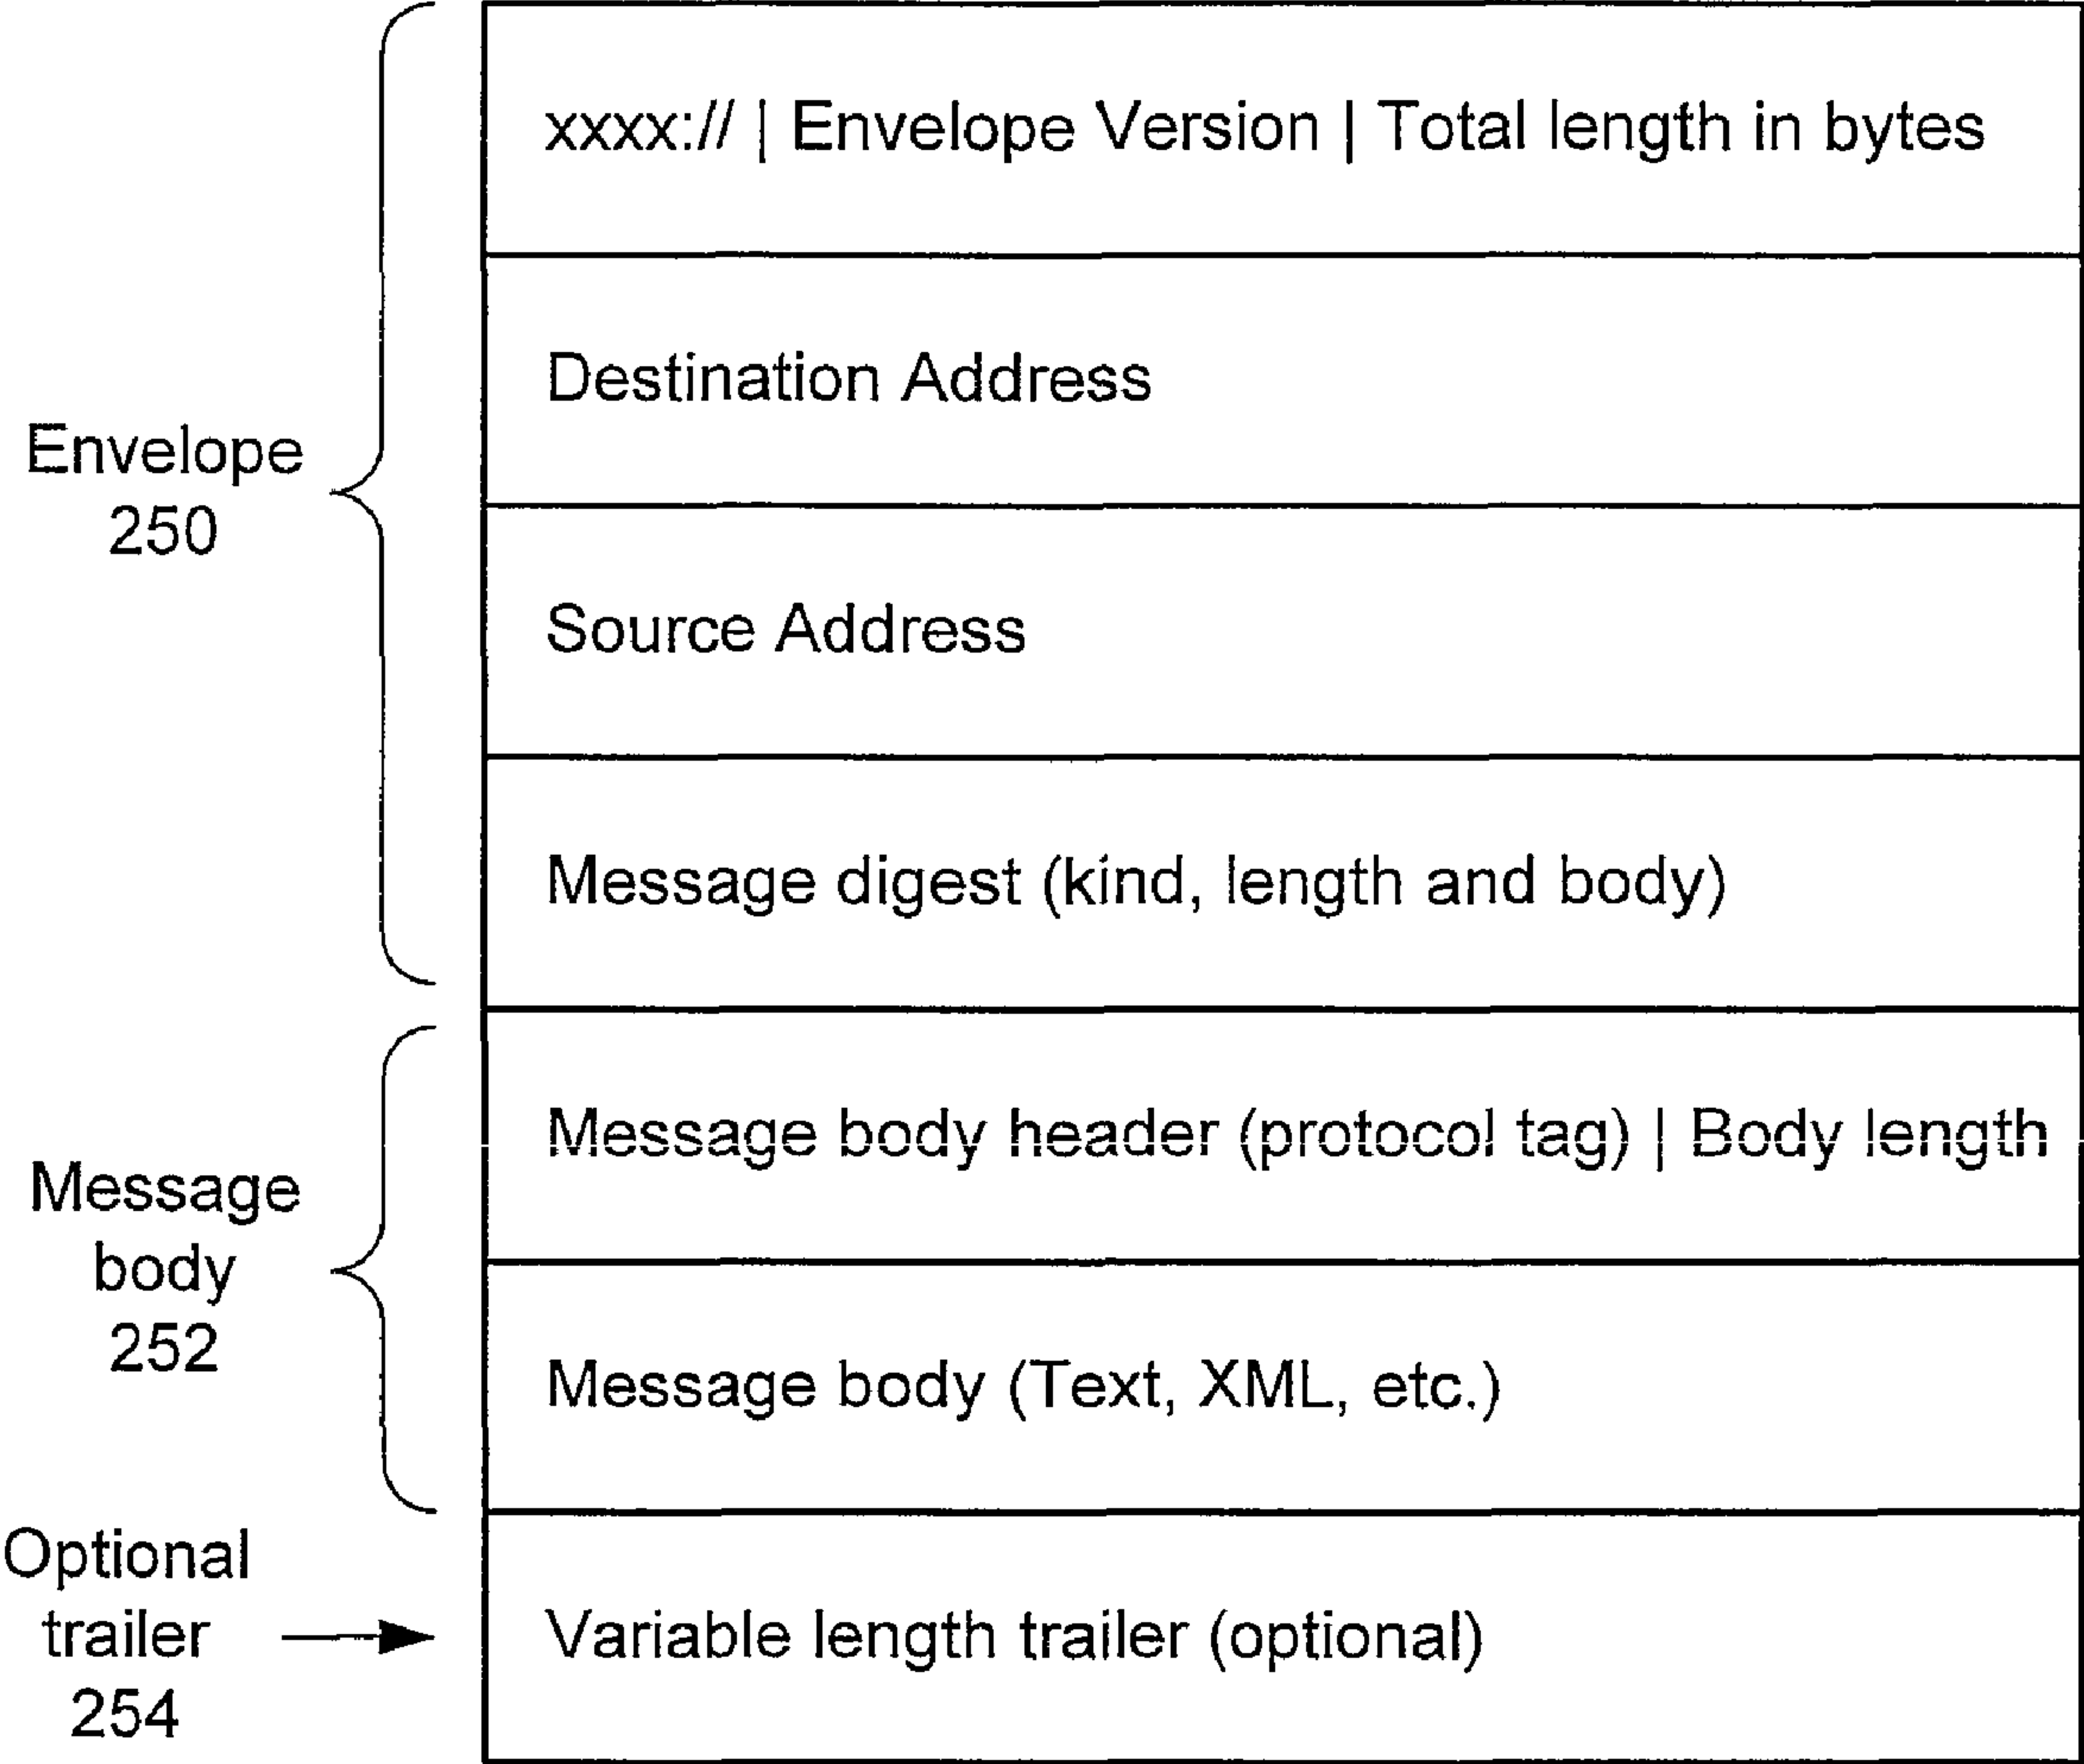 xxxx:// | Envelope Version | Total length in bytes
Destination Address
Envelope
250
Source Address
Message digest (kind, length and body)
Message body header (protocol tag) | Body length
Message
body
252
Message body (Text, XML, etc.)
Optional
trailer
254
Variable length trailer (optional)